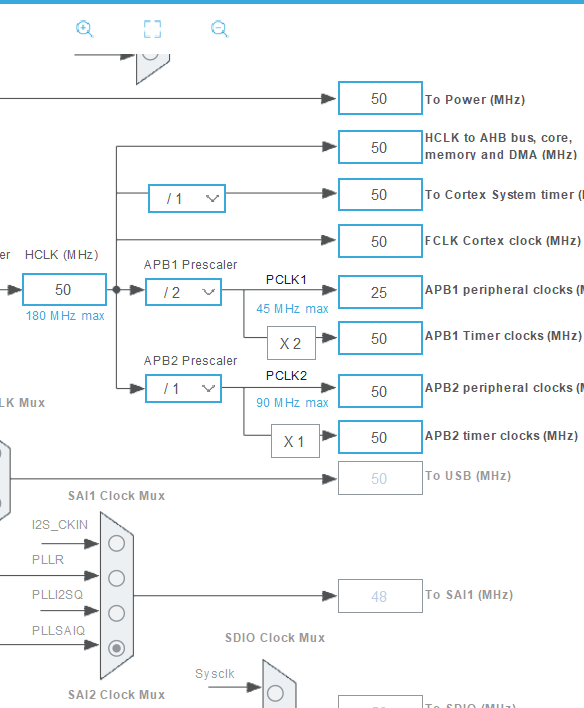 50
To Power (MHz)
HCLK to AHB bus, core,
memory and DMA (MHz)
50
/ 1
50
To Cortex System timer (
50
FCLK Cortex clock (MHz)
er
HCLK (MHz)
50
180 MHz max
APB1 Prescaler
/ 2
PCLK1
45 MHz max
25
APB1 peripheral clocks (M
X 2
50
APB1 Timer clocks (MHz)
APB2 Prescaler
/ 1
PCLK2
90 MHz max
50
APB2 peripheral clocks (M
X 1
50
APB2 timer clocks (MHz)
LK Mux
50
To USB (MHz)
SAI1 Clock Mux
I2S_CKIN
PLLR
PLLI2SQ
PLLSAIQ
48
To SAI1 (MHz)
SDIO Clock Mux
Sysclk
SAI2 Clock Mux
To SDIO (MHz)